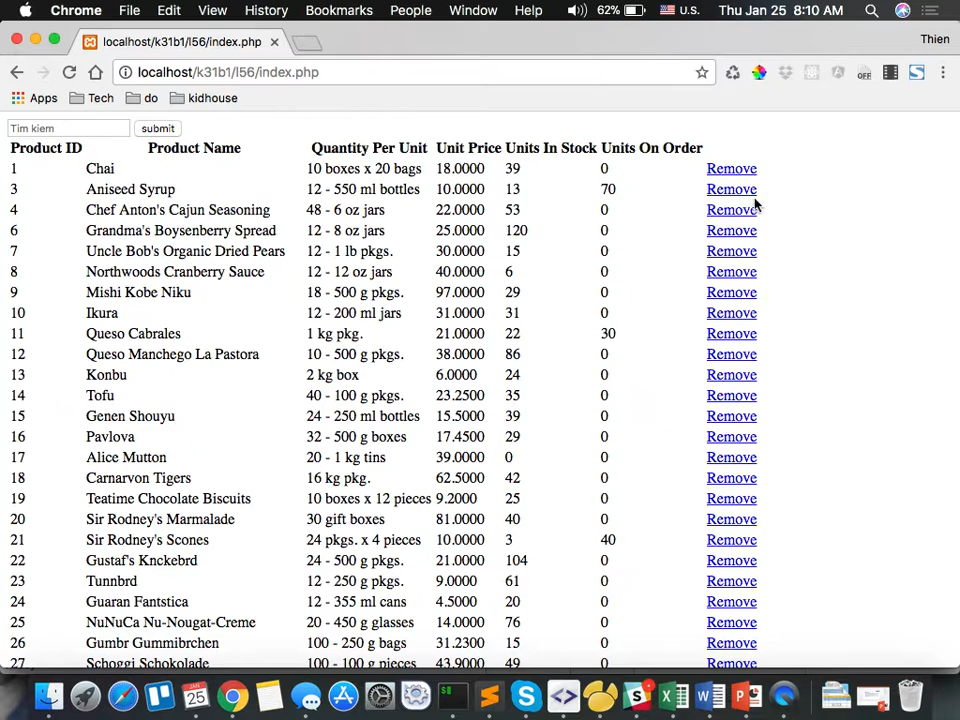 Chrome File Edit View History Bookmarks People Window Help 62% U.S. Thu Jan 25 8:10 AM
localhost/k31b1/l56/index.php Thien
localhost/k31b1/l56/index.php OFF
Apps Tech do kidhouse
Tim kiem submit
Product ID Product Name Quantity Per Unit Unit Price Units In Stock Units On Order
1 Chai 10 boxes x 20 bags 18.0000 39 0 Remove
3 Aniseed Syrup 12 - 550 ml bottles 10.0000 13 70 Remove
4 Chef Anton's Cajun Seasoning 48 - 6 oz jars 22.0000 53 0 Remove
6 Grandma's Boysenberry Spread 12 - 8 oz jars 25.0000 120 0 Remove
7 Uncle Bob's Organic Dried Pears 12 - 1 lb pkgs. 30.0000 15 0 Remove
8 Northwoods Cranberry Sauce 12 - 12 oz jars 40.0000 6 0 Remove
9 Mishi Kobe Niku 18 - 500 g pkgs. 97.0000 29 0 Remove
10 Ikura 12 - 200 ml jars 31.0000 31 0 Remove
11 Queso Cabrales 1 kg pkg. 21.0000 22 30 Remove
12 Queso Manchego La Pastora 10 - 500 g pkgs. 38.0000 86 0 Remove
13 Konbu 2 kg box 6.0000 24 0 Remove
14 Tofu 40 - 100 g pkgs. 23.2500 35 0 Remove
15 Genen Shouyu 24 - 250 ml bottles 15.5000 39 0 Remove
16 Pavlova 32 - 500 g boxes 17.4500 29 0 Remove
17 Alice Mutton 20 - 1 kg tins 39.0000 0 0 Remove
18 Carnarvon Tigers 16 kg pkg. 62.5000 42 0 Remove
19 Teatime Chocolate Biscuits 10 boxes x 12 pieces 9.2000 25 0 Remove
20 Sir Rodney's Marmalade 30 gift boxes 81.0000 40 0 Remove
21 Sir Rodney's Scones 24 pkgs. x 4 pieces 10.0000 3 40 Remove
22 Gustaf's Knckebrd 24 - 500 g pkgs. 21.0000 104 0 Remove
23 Tunnbrd 12 - 250 g pkgs. 9.0000 61 0 Remove
24 Guaran Fantstica 12 - 355 ml cans 4.5000 20 0 Remove
25 NuNuCa Nu-Nougat-Creme 20 - 450 g glasses 14.0000 76 0 Remove
26 Gumbr Gummibrchen 100 - 250 g bags 31.2300 15 0 Remove
27 Schoggi Schokolade 100 - 100 g pieces 43.9000 49 0 Remove
JAN 25